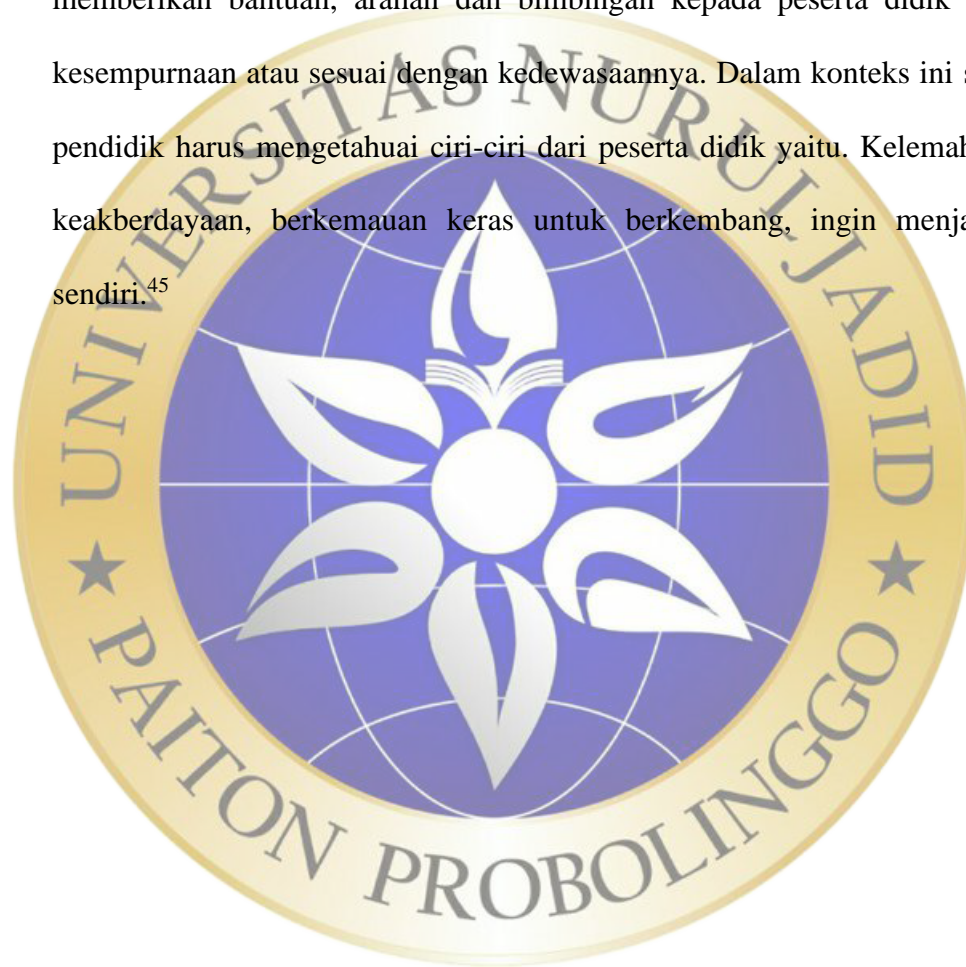 memberikan bantuan, arahan dan bimbingan kepada peserta didik
kesempurnaan atau sesuai dengan kedewasaannya. Dalam konteks ini
pendidik harus mengetahuai ciri-ciri dari peserta didik yaitu. Kelemah
keakberdayaan, berkemauan keras untuk berkembang, ingin menja
sendiri.45
UNIVERSITAS NURUL JADID
★ PAITON PROBOLINGGO ★